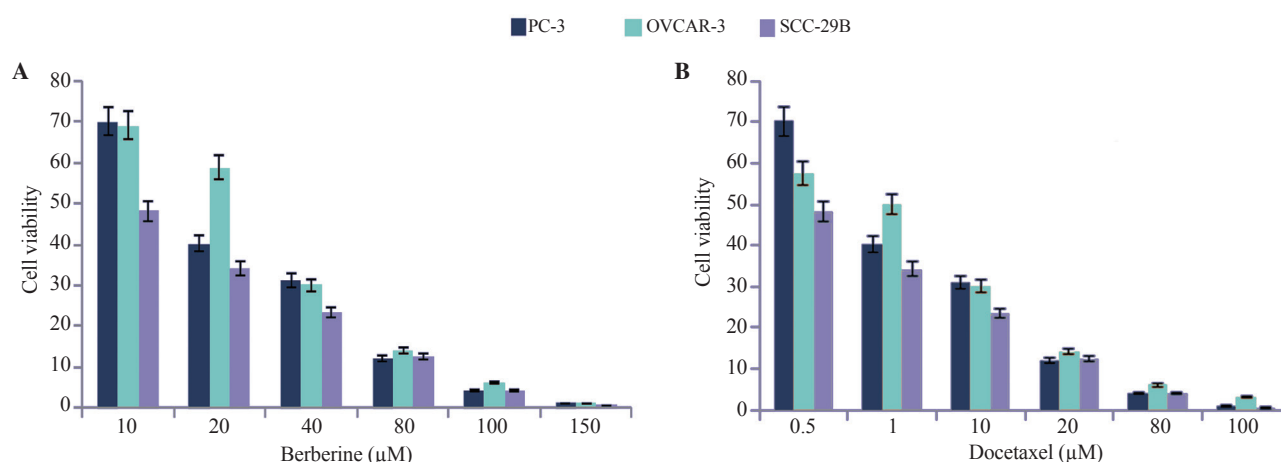 PC-3 OVCAR-3 SCC-29B
A
80
70
60
50
40
30
20
10
0
Cell viability
10 20 40 80 100 150
Berberine (µM)
B
80
70
60
50
40
30
20
10
0
Cell viability
0.5 1 10 20 80 100
Docetaxel (µM)